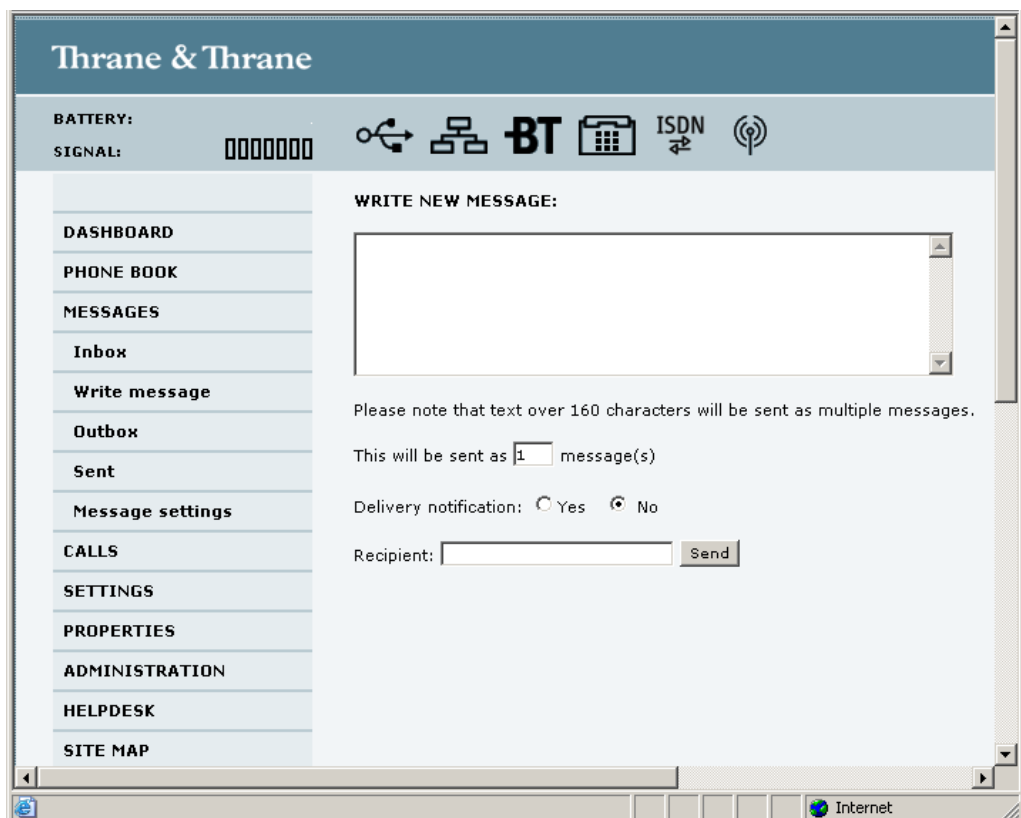 Thrane & Thrane
BATTERY:
SIGNAL:
BT
ISDN
WRITE NEW MESSAGE:
DASHBOARD
PHONE BOOK
MESSAGES
Inbox
Write message
Outbox
Sent
Message settings
CALLS
SETTINGS
PROPERTIES
ADMINISTRATION
HELPDESK
SITE MAP
Please note that text over 160 characters will be sent as multiple messages.
This will be sent as 1 message(s)
Delivery notification: Yes No
Recipient: Send
Internet